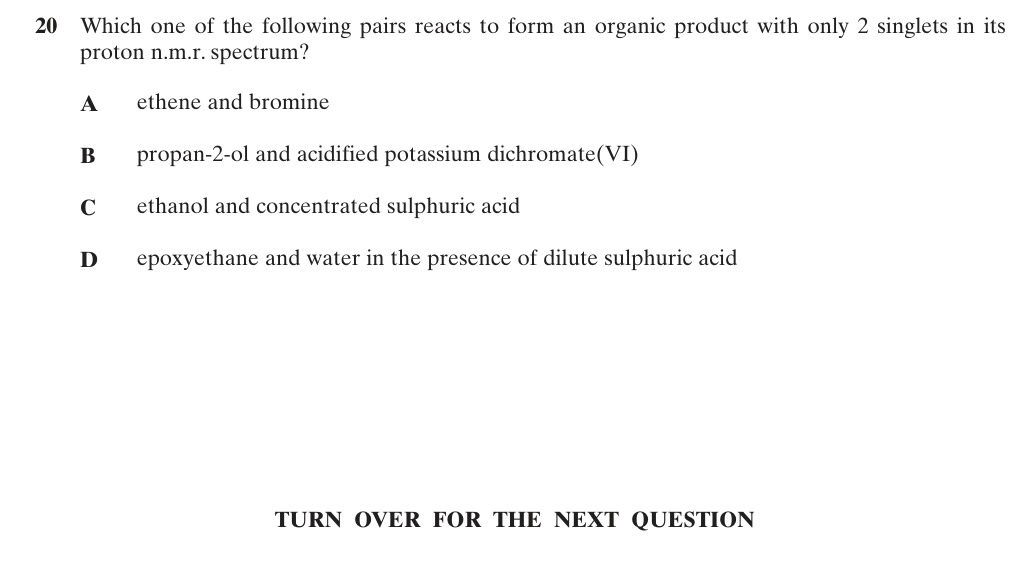 20 Which one of the following pairs reacts to form an organic product with only 2 singlets in its
proton n.m.r. spectrum?
A ethene and bromine
B propan-2-ol and acidified potassium dichromate(VI)
C ethanol and concentrated sulphuric acid
D epoxyethane and water in the presence of dilute sulphuric acid
TURN OVER FOR THE NEXT QUESTION